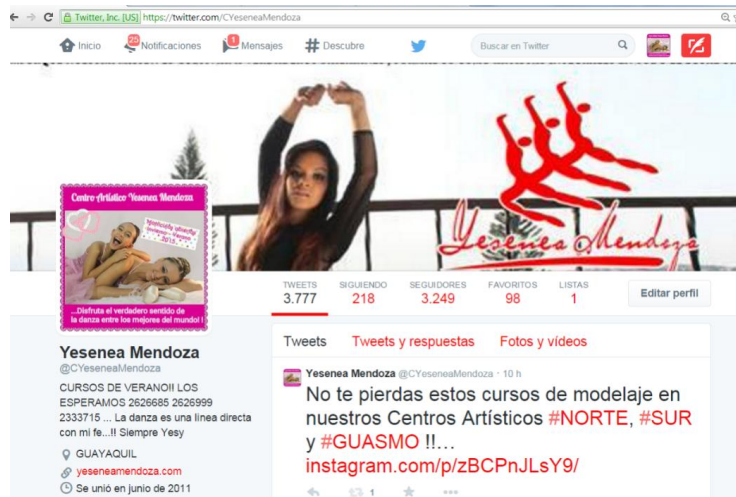 Twitter, Inc. [US] https://twitter.com/CYeseneaMendoza
Inicio 25 Notificaciones 1 Mensajes # Descubre Buscar en Twitter
Yesenea Mendoza
Centro Artístico Yesenea Mendoza
2015
...Disfruta el verdadero sentido de
la danza entre los mejores del mundo!
TWEETS SIGUIENDO SEGUIDORES FAVORITOS LISTAS
3.777 218 3.249 98 1 Editar perfil
Yesenea Mendoza
@CYeseneaMendoza
CURSOS DE VERANO!! LOS
ESPERAMOS 2626685 2626999
2333715 ... La danza es una linea directa
con mi fe...!! Siempre Yesy
GUAYAQUIL
yeseneamendoza.com
Se unió en junio de 2011
Tweets Tweets y respuestas Fotos y vídeos
Yesenea Mendoza @CYeseneaMendoza · 10 h
No te pierdas estos cursos de modelaje en
nuestros Centros Artísticos #NORTE, #SUR
y #GUASMO !!...
instagram.com/p/zBCPnJLsY9/
1